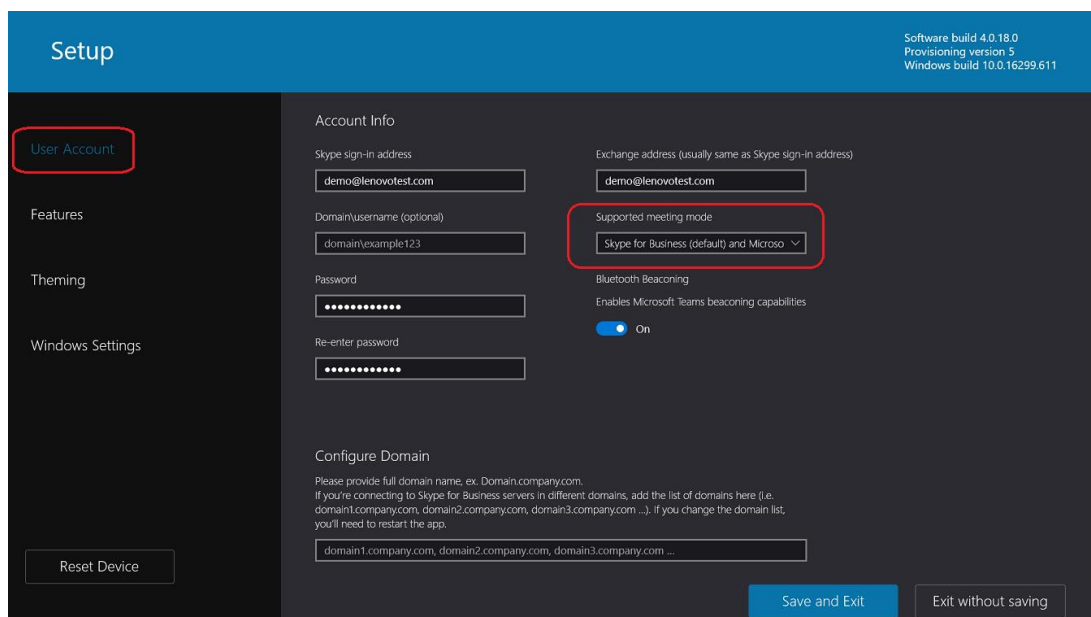 Setup
Software build 4.0.18.0
Provisioning version 5
Windows build 10.0.16299.611
User Account
Features
Theming
Windows Settings
Reset Device
Account Info
Skype sign-in address
demo@lenovotest.com
Domain\username (optional)
domain\example123
Password
●●●●●●●●●●●●
Re-enter password
●●●●●●●●●●●●
Exchange address (usually same as Skype sign-in address)
demo@lenovotest.com
Supported meeting mode
Skype for Business (default) and Microso
Bluetooth Beaconing
Enables Microsoft Teams beaconing capabilities
On
Configure Domain
Please provide full domain name, ex. Domain.company.com.
If you're connecting to Skype for Business servers in different domains, add the list of domains here (i.e.
domain1.company.com, domain2.company.com, domain3.company.com ...). If you change the domain list,
you'll need to restart the app.
domain1.company.com, domain2.company.com, domain3.company.com ...
Save and Exit
Exit without saving